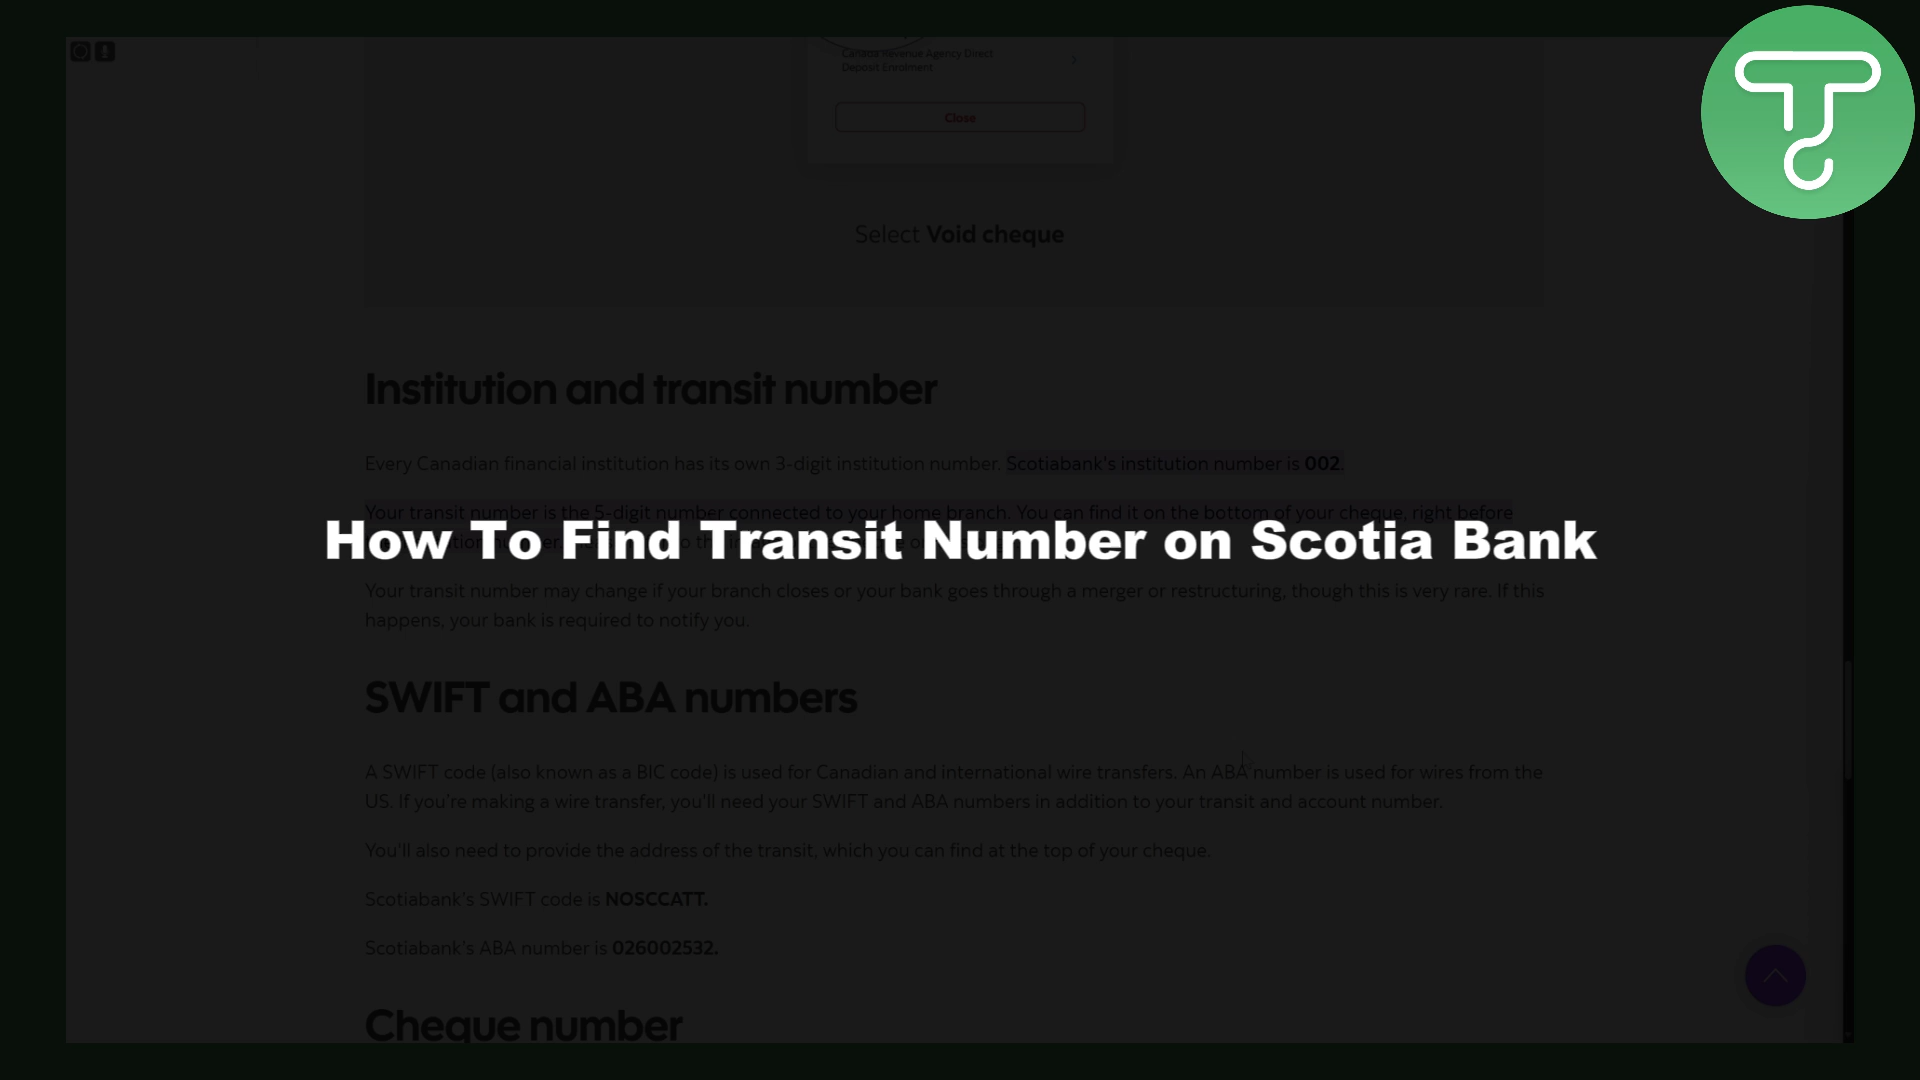 Canada Revenue Agency Direct
Deposit Enrolment
Close
Select Void cheque
Institution and transit number
Every Canadian financial institution has its own 3-digit institution number. Scotiabank's institution number is 002.
Your transit number is the 5-digit number connected to your home branch. You can find it on the bottom of your cheque, right before
How To Find Transit Number on Scotia Bank
Your transit number may change if your branch closes or your bank goes through a merger or restructuring, though this is very rare. If this
happens, your bank is required to notify you.
SWIFT and ABA numbers
A SWIFT code (also known as a BIC code) is used for Canadian and international wire transfers. An ABA number is used for wires from the
US. If you're making a wire transfer, you'll need your SWIFT and ABA numbers in addition to your transit and account number.
You'll also need to provide the address of the transit, which you can find at the top of your cheque.
Scotiabank's SWIFT code is NOSCCATT.
Scotiabank's ABA number is 026002532.
Cheque number